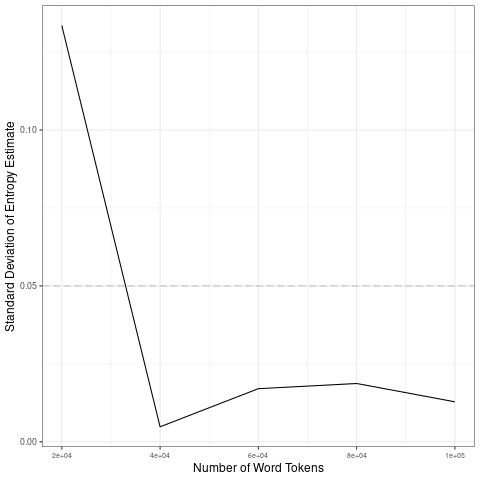 Standard Deviation of Entropy Estimate
0.10
0.05
0.00
2e+04 4e+04 6e+04 8e+04 1e+05
Number of Word Tokens